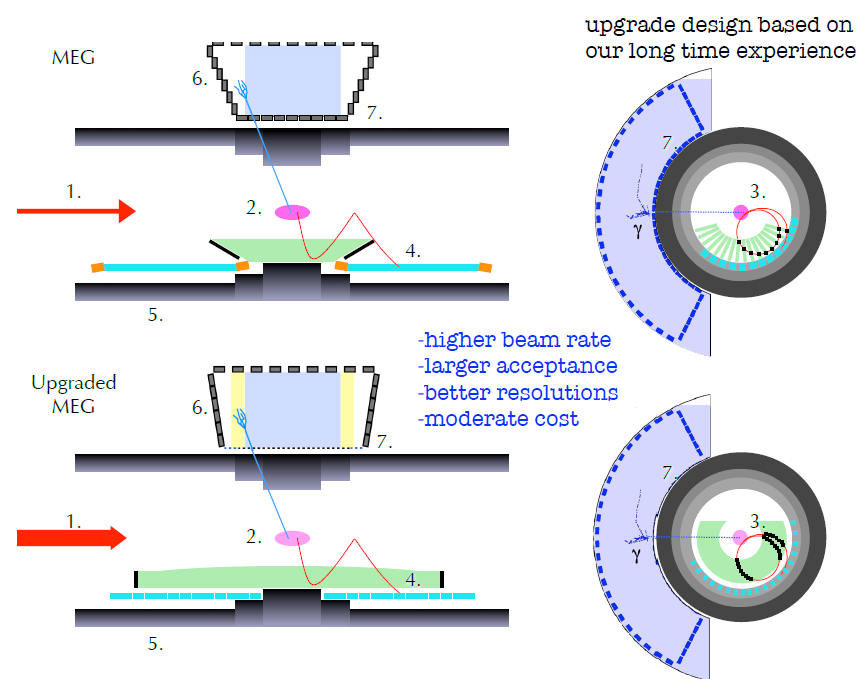 upgrade design based on
our long time experience
MEG
6.
7.
1.
2.
4.
5.
7.
3.
γ
-higher beam rate
-larger acceptance
-better resolutions
-moderate cost
Upgraded
MEG
6.
7.
1.
2.
4.
5.
7.
3.
γ